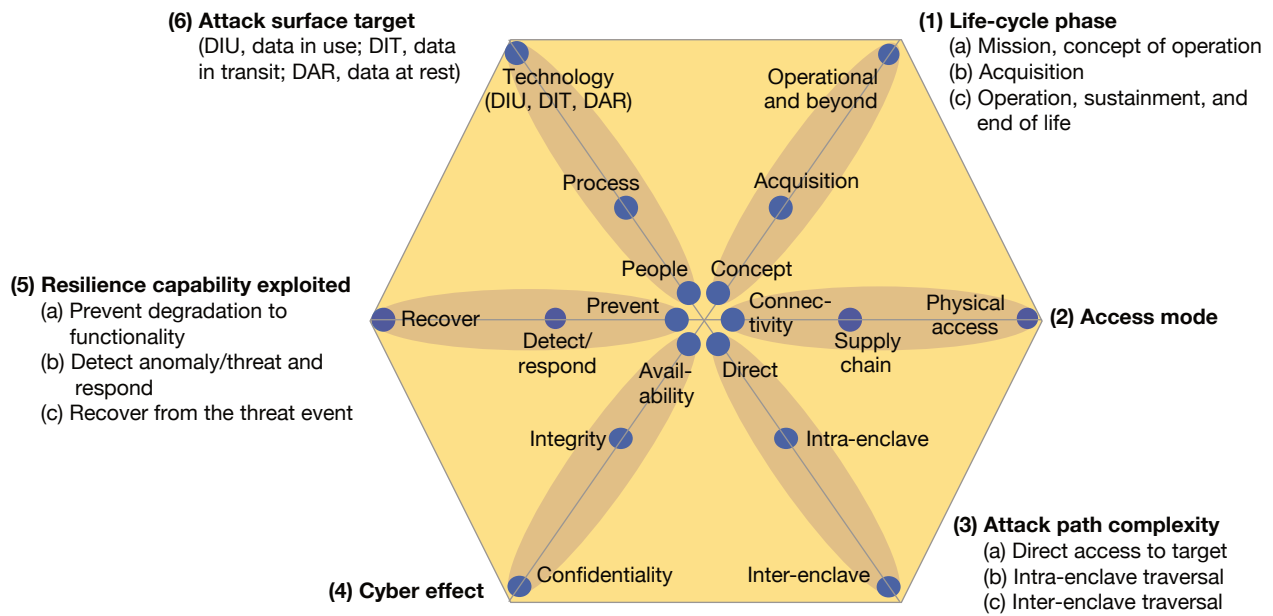 (6) Attack surface target
(DIU, data in use; DIT, data
in transit; DAR, data at rest)
(1) Life-cycle phase
(a) Mission, concept of operation
(b) Acquisition
(c) Operation, sustainment, and
end of life
Technology
(DIU, DIT, DAR)
Operational
and beyond
Process
Acquisition
People
Concept
(5) Resilience capability exploited
(a) Prevent degradation to
functionality
(b) Detect anomaly/threat and
respond
(c) Recover from the threat event
Recover
Detect/
respond
Prevent
Connec-
tivity
Supply
chain
Physical
access
(2) Access mode
Avail-
ability
Direct
Integrity
Intra-enclave
Confidentiality
Inter-enclave
(4) Cyber effect
(3) Attack path complexity
(a) Direct access to target
(b) Intra-enclave traversal
(c) Inter-enclave traversal